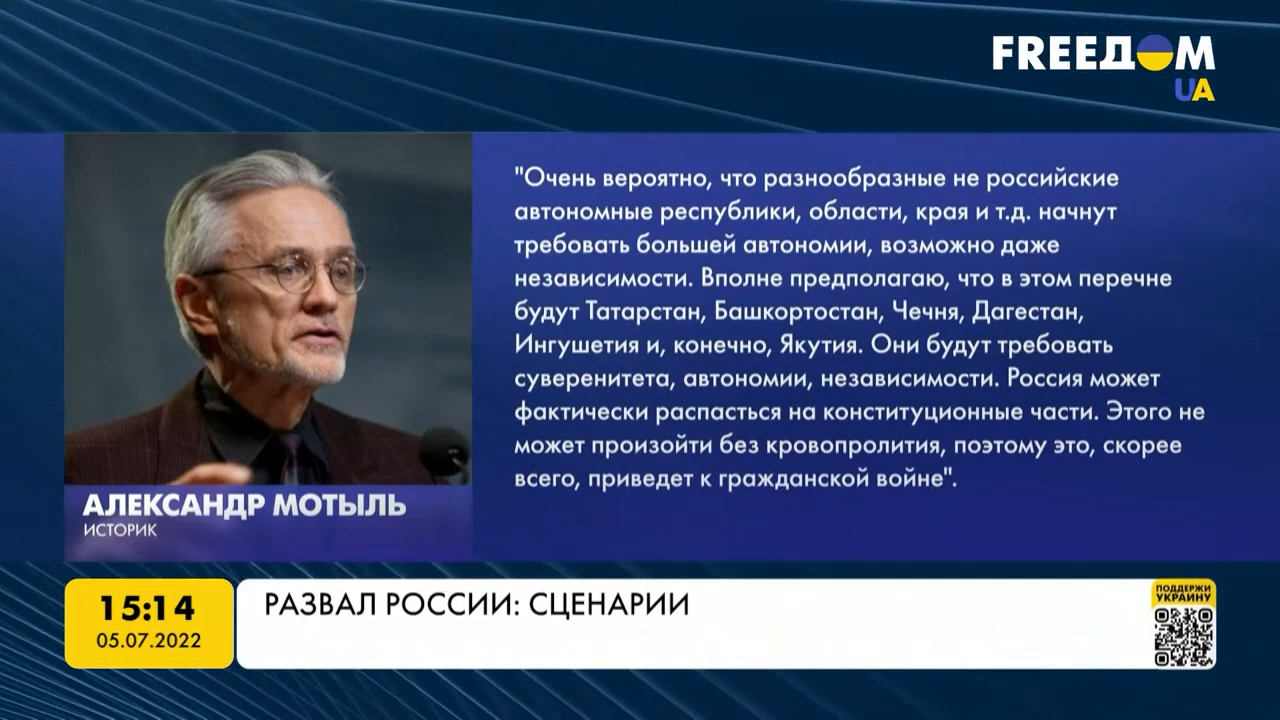 FREEДOM
UA
"Очень вероятно, что разнообразные не российские
автономные республики, области, края и т.д. начнут
требовать большей автономии, возможно даже
независимости. Вполне предполагаю, что в этом перечне
будут Татарстан, Башкортостан, Чечня, Дагестан,
Ингушетия и, конечно, Якутия. Они будут требовать
суверенитета, автономии, независимости. Россия может
фактически распасться на конституционные части. Этого не
может произойти без кровопролития, поэтому это, скорее
всего, приведет к гражданской войне".
АЛЕКСАНДР МОТЫЛЬ
ИСТОРИК
15:14
05.07.2022
РАЗВАЛ РОССИИ: СЦЕНАРИИ
ПОДДЕРЖИ
УКРАИНУ